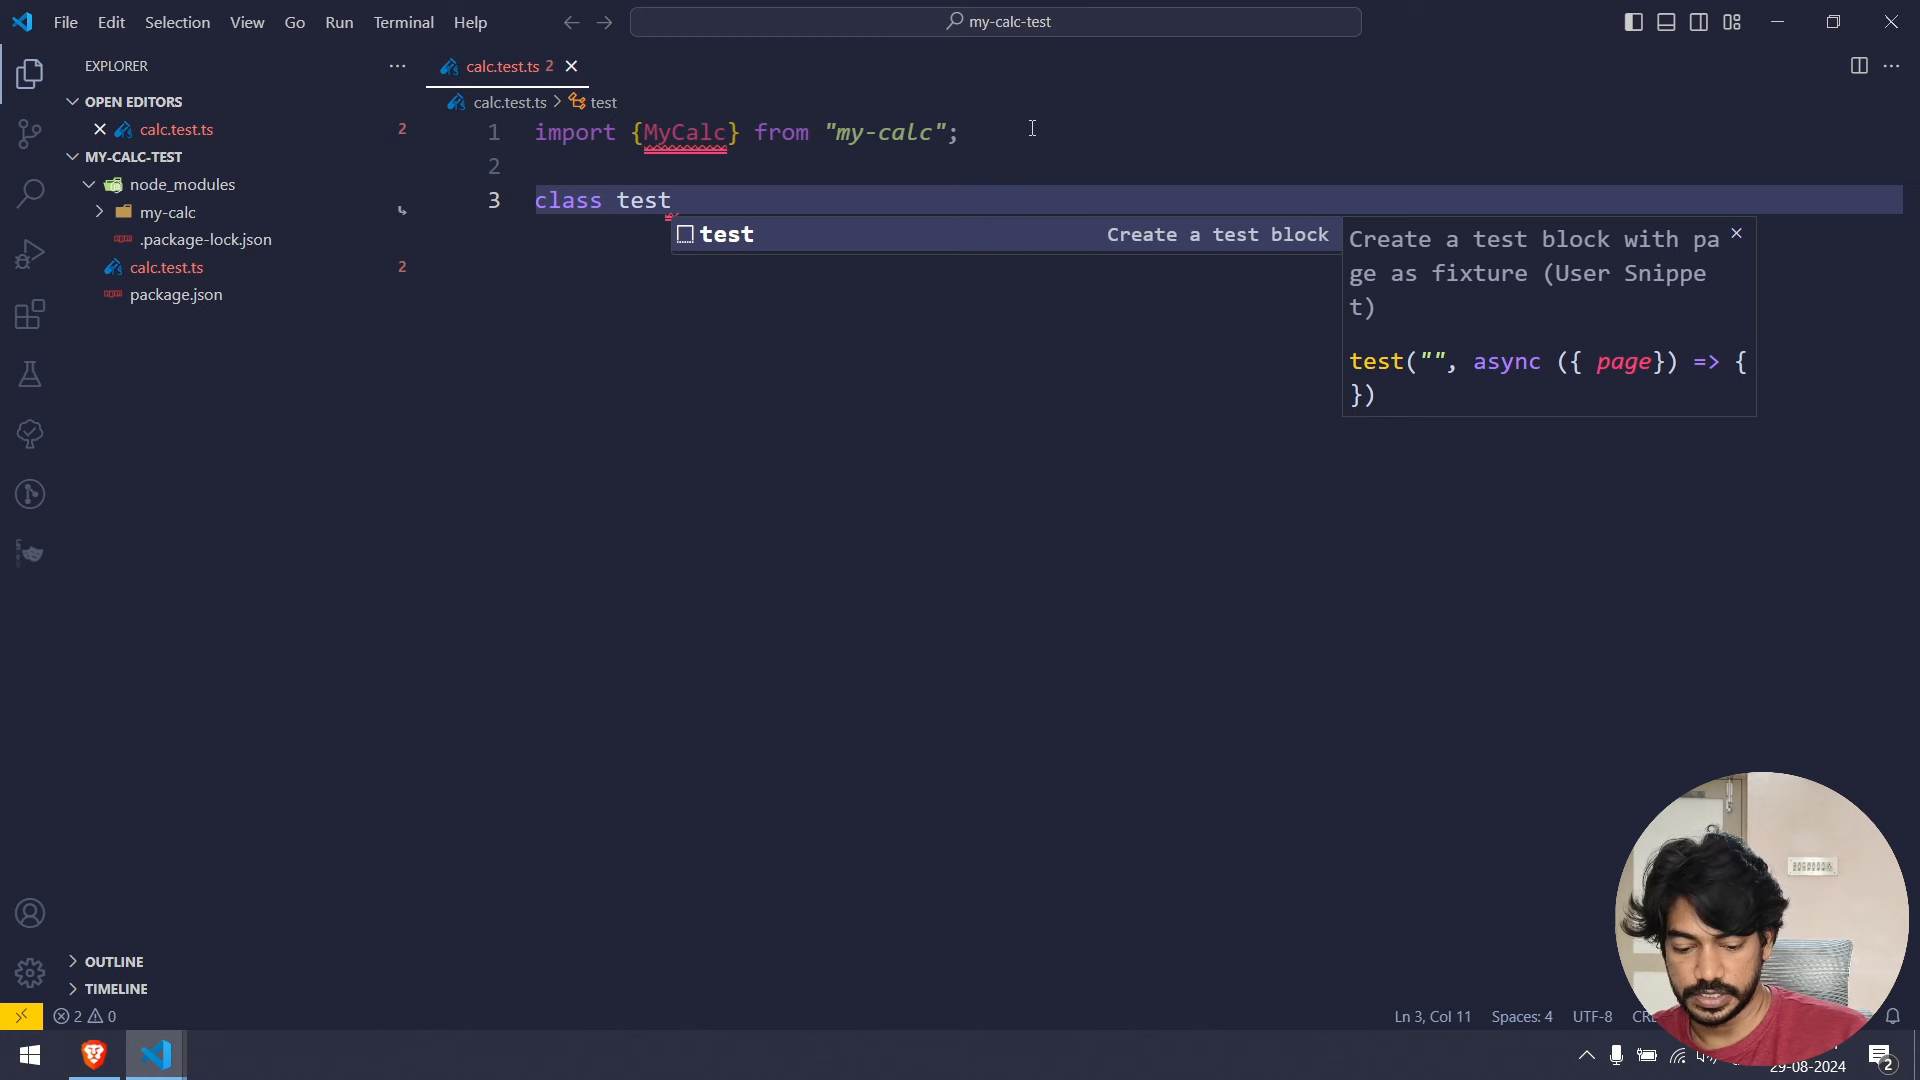 File Edit Selection View Go Run Terminal Help
my-calc-test
EXPLORER
OPEN EDITORS
calc.test.ts 2
MY-CALC-TEST
node_modules
my-calc
.package-lock.json
calc.test.ts 2
package.json
OUTLINE
TIMELINE
calc.test.ts 2
calc.test.ts > test
1 import {MyCalc} from "my-calc";
2
3 class test
test Create a test block
Create a test block with pa
ge as fixture (User Snippe
t)
test("", async ({ page}) => {
})
2 0
Ln 3, Col 11 Spaces: 4 UTF-8
29-08-2024
2